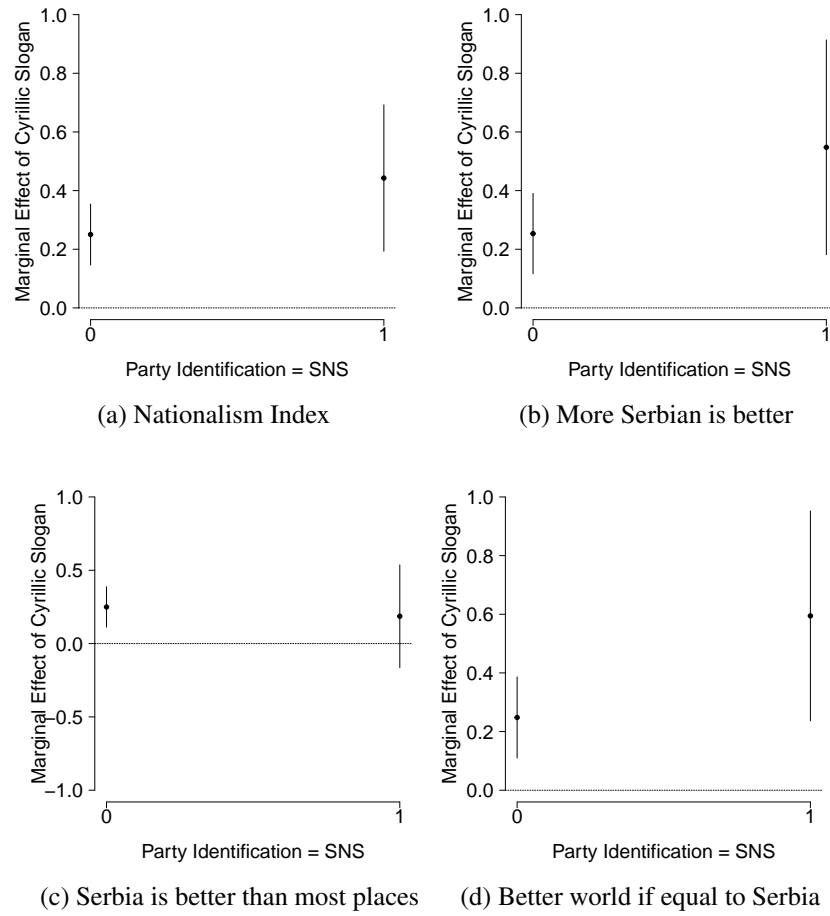 Marginal Effect of Cyrillic Slogan
1.0
0.8
0.6
0.4
0.2
0.0
0 1
Party Identification = SNS
(a) Nationalism Index
Marginal Effect of Cyrillic Slogan
1.0
0.8
0.6
0.4
0.2
0.0
0 1
Party Identification = SNS
(b) More Serbian is better
Marginal Effect of Cyrillic Slogan
1.0
0.5
0.0
−0.5
−1.0
0 1
Party Identification = SNS
(c) Serbia is better than most places
Marginal Effect of Cyrillic Slogan
1.0
0.8
0.6
0.4
0.2
0.0
0 1
Party Identification = SNS
(d) Better world if equal to Serbia